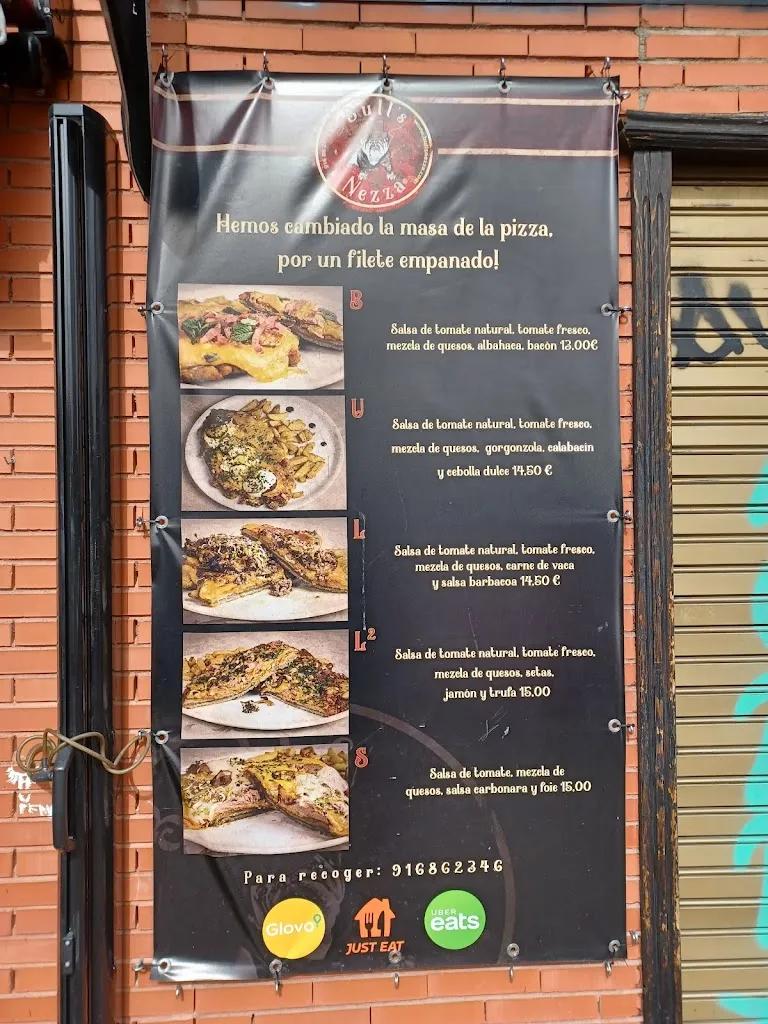 Bull's
Nezza
Hemos cambiado la masa de la pizza,
por un filete empanado!
B
Salsa de tomate natural, tomate fresco,
mezcla de quesos, albahaca, bacón 13,00€
U
Salsa de tomate natural, tomate fresco,
mezcla de quesos, gorgonzola, calabacín
y cebolla dulce 14,50 €
L
Salsa de tomate natural, tomate fresco,
mezcla de quesos, carne de vaca
y salsa barbacoa 14,50 €
L²
Salsa de tomate natural, tomate fresco,
mezcla de quesos, setas,
jamón y trufa 15,00
S
Salsa de tomate, mezcla de
quesos, salsa carbonara y foie 15,00
Para recoger: 916862346
Glovo
JUST EAT
UBER
eats